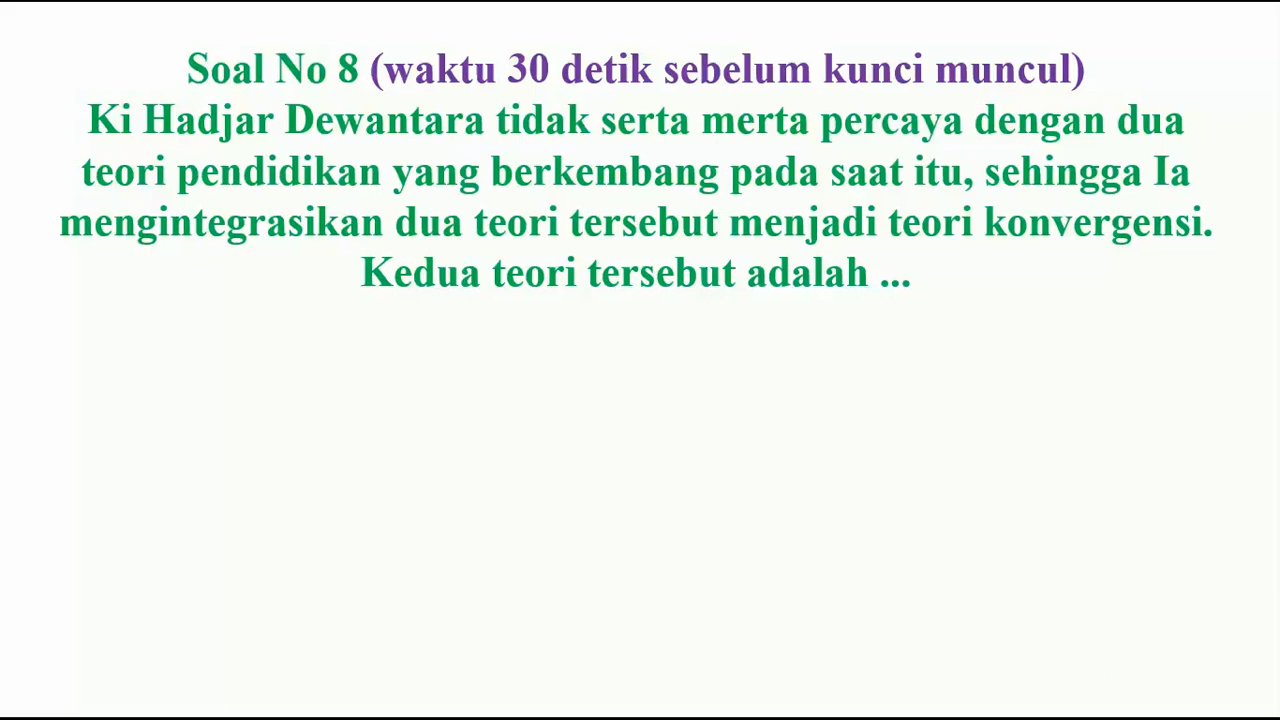 Soal No 8 (waktu 30 detik sebelum kunci muncul)
Ki Hadjar Dewantara tidak serta merta percaya dengan dua
teori pendidikan yang berkembang pada saat itu, sehingga Ia
mengintegrasikan dua teori tersebut menjadi teori konvergensi.
Kedua teori tersebut adalah ...